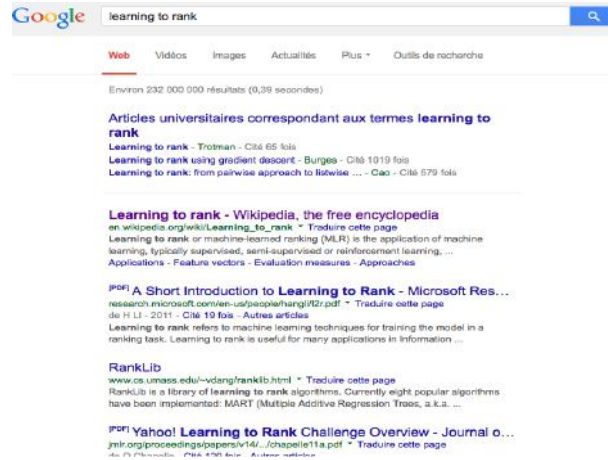 Google learning to rank
Web Vidéos Images Actualités Plus Outils de recherche
Environ 232 000 000 résultats (0,39 secondes)
Articles universitaires correspondant aux termes learning to
rank
Learning to rank - Trotman - Cité 65 fois
Learning to rank using gradient descent - Burges - Cité 1019 fois
Learning to rank: from pairwise approach to listwise ... - Cao - Cité 579 fois
Learning to rank - Wikipedia, the free encyclopedia
en.wikipedia.org/wiki/Learning_to_rank Traduire cette page
Learning to rank or machine-learned ranking (MLR) is the application of machine
learning, typically supervised, semi-supervised or reinforcement learning, ...
Applications - Feature vectors - Evaluation measures - Approaches
[PDF] A Short Introduction to Learning to Rank - Microsoft Res...
research.microsoft.com/en-us/people/hangli/l2r.pdf Traduire cette page
de H LI - 2011 - Cité 19 fois - Autres articles
Learning to rank refers to machine learning techniques for training the model in a
ranking task. Learning to rank is useful for many applications in Information ...
RankLib
www.cs.umass.edu/~vdang/ranklib.html Traduire cette page
RankLib is a library of learning to rank algorithms. Currently eight popular algorithms
have been implemented: MART (Multiple Additive Regression Trees, a.k.a. ...
[PDF] Yahoo! Learning to Rank Challenge Overview - Journal o...
jmlr.org/proceedings/papers/v14/.../chapelle11a.pdf Traduire cette page
de O Chapelle - Cité 120 fois - Autres articles